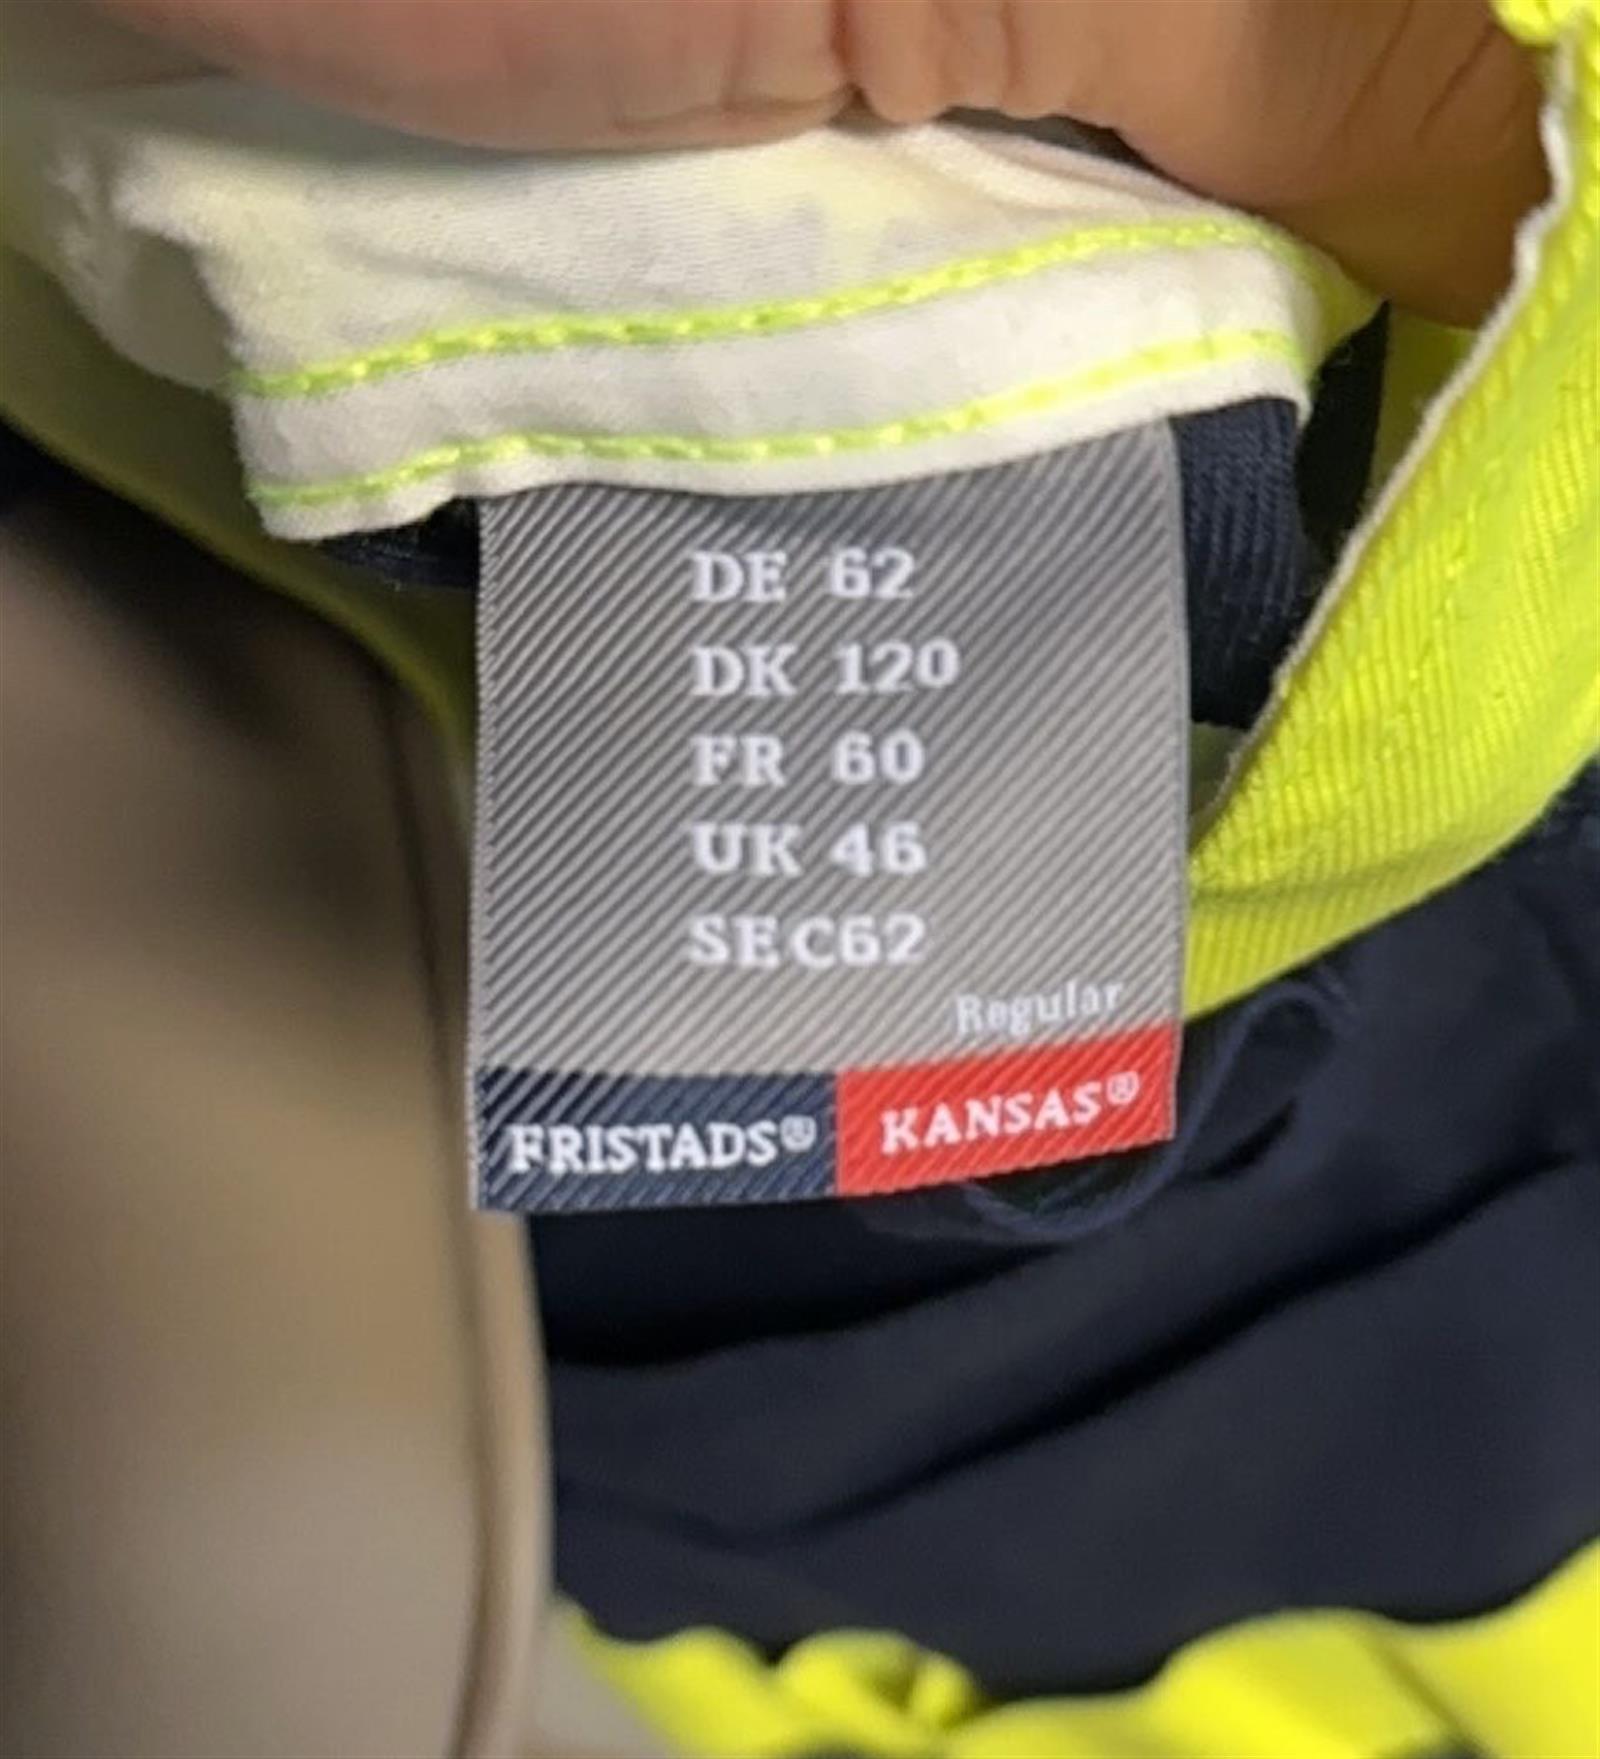 DE 62
DK 120
FR 60
UK 46
SE C62
Regular
FRISTADS® KANSAS®